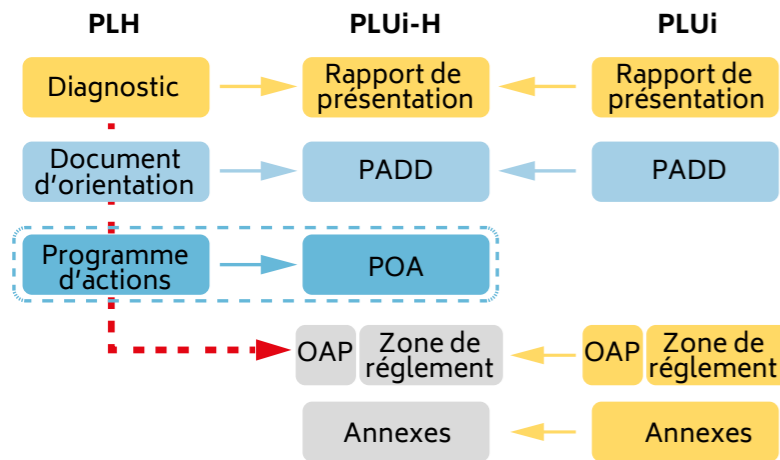 PLH
PLUi-H
PLUi
Diagnostic
Rapport de
présentation
Rapport de
présentation
Document
d'orientation
PADD
PADD
Programme
d'actions
POA
OAP
Zone de
réglement
OAP
Zone de
réglement
Annexes
Annexes